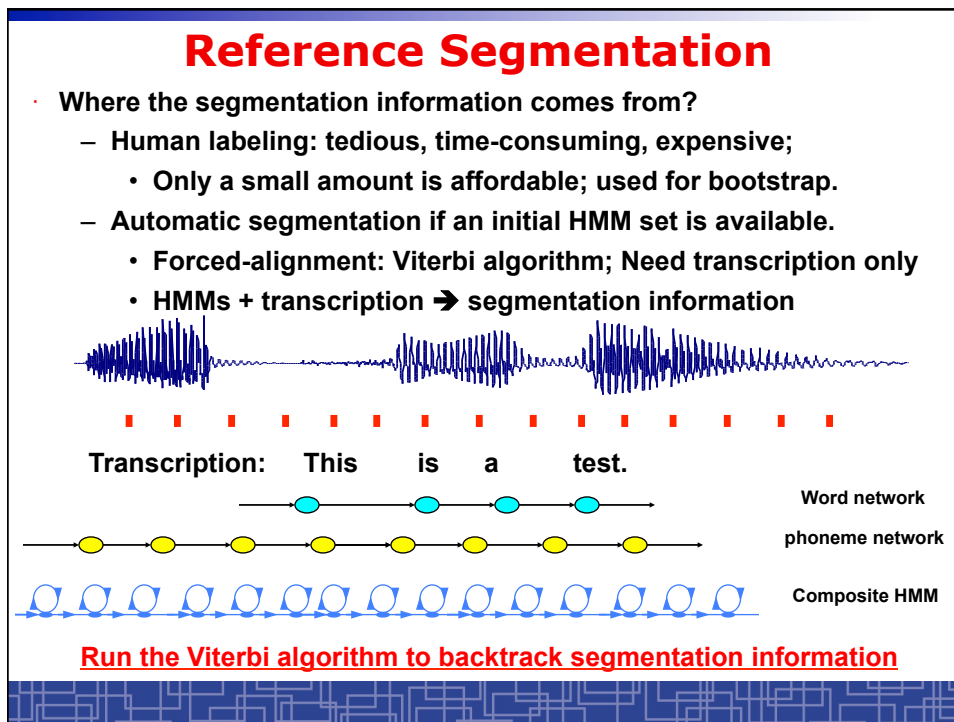 Reference Segmentation
· Where the segmentation information comes from?
– Human labeling: tedious, time-consuming, expensive;
• Only a small amount is affordable; used for bootstrap.
– Automatic segmentation if an initial HMM set is available.
• Forced-alignment: Viterbi algorithm; Need transcription only
• HMMs + transcription ➔ segmentation information
Transcription: This is a test.
Word network
phoneme network
Composite HMM
Run the Viterbi algorithm to backtrack segmentation information